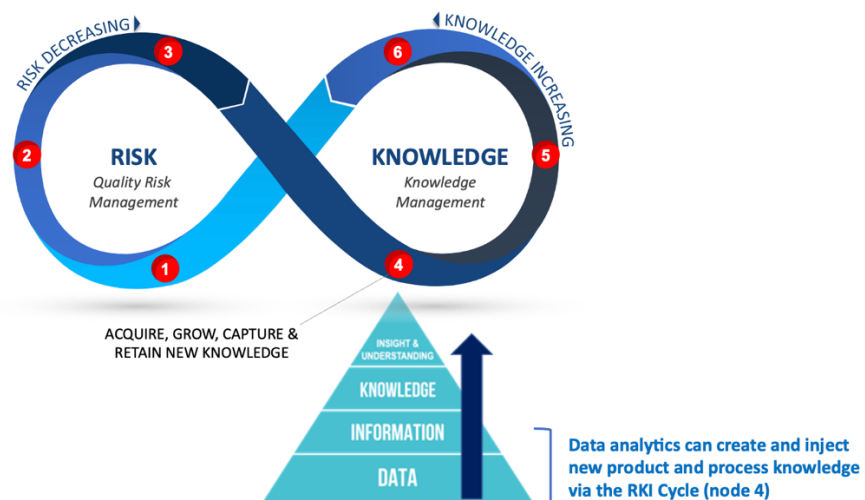 RISK DECREASING
KNOWLEDGE INCREASING
3
6
2
RISK
Quality Risk
Management
KNOWLEDGE
Knowledge
Management
5
1
4
ACQUIRE, GROW, CAPTURE &
RETAIN NEW KNOWLEDGE
INSIGHT &
UNDERSTANDING
KNOWLEDGE
INFORMATION
DATA
Data analytics can create and inject
new product and process knowledge
via the RKI Cycle (node 4)